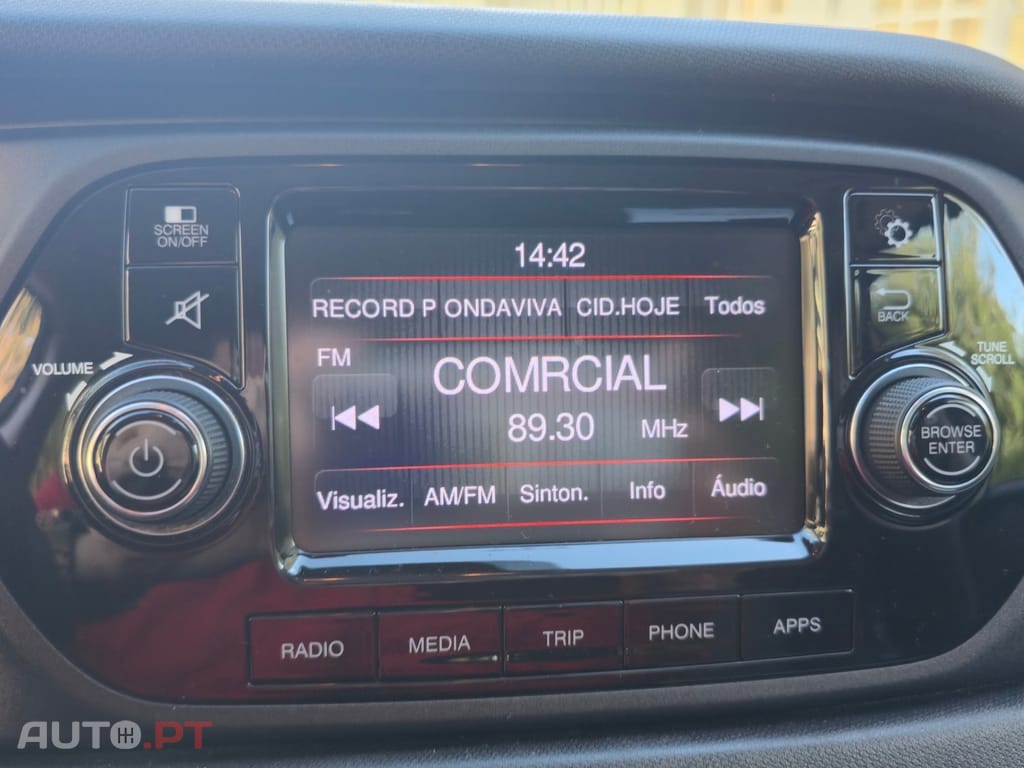 SCREEN
ON/OFF
14:42
RECORD P ONDAVIVA CID.HOJE Todos
BACK
VOLUME
FM
COMRCIAL
89.30 MHz
TUNE
SCROLL
BROWSE
ENTER
Visualiz. AM/FM Sinton. Info Áudio
RADIO MEDIA TRIP PHONE APPS
AUTO.PT